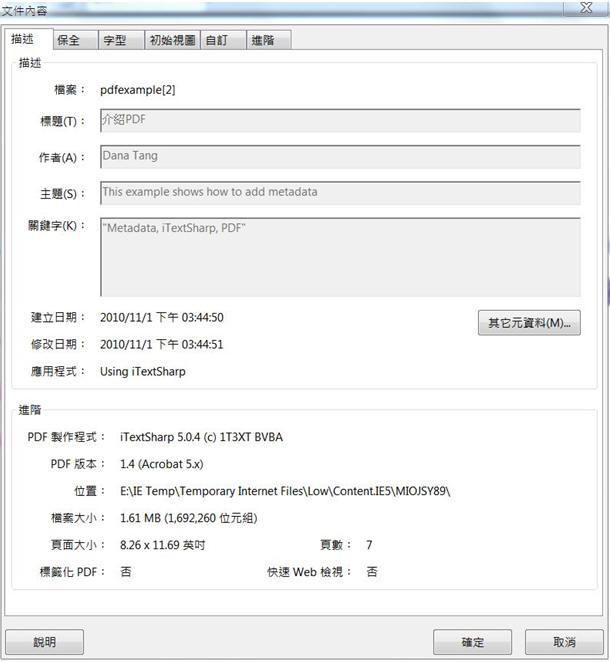 文件內容
描述 保全 字型 初始視圖 自訂 進階
描述
檔案： pdfexample[2]
標題(T)： 介紹PDF
作者(A)： Dana Tang
主題(S)： This example shows how to add metadata
關鍵字(K)： "Metadata, iTextSharp, PDF"
建立日期： 2010/11/1 下午 03:44:50
其它元資料(M)...
修改日期： 2010/11/1 下午 03:44:51
應用程式： Using iTextSharp
進階
PDF 製作程式： iTextSharp 5.0.4 (c) 1T3XT BVBA
PDF 版本： 1.4 (Acrobat 5.x)
位置： E:\IE Temp\Temporary Internet Files\Low\Content.IE5\MIOJSY89\
檔案大小： 1.61 MB (1,692,260 位元組)
頁面大小： 8.26 x 11.69 英吋 頁數： 7
標籤化 PDF： 否 快速 Web 檢視： 否
說明 確定 取消